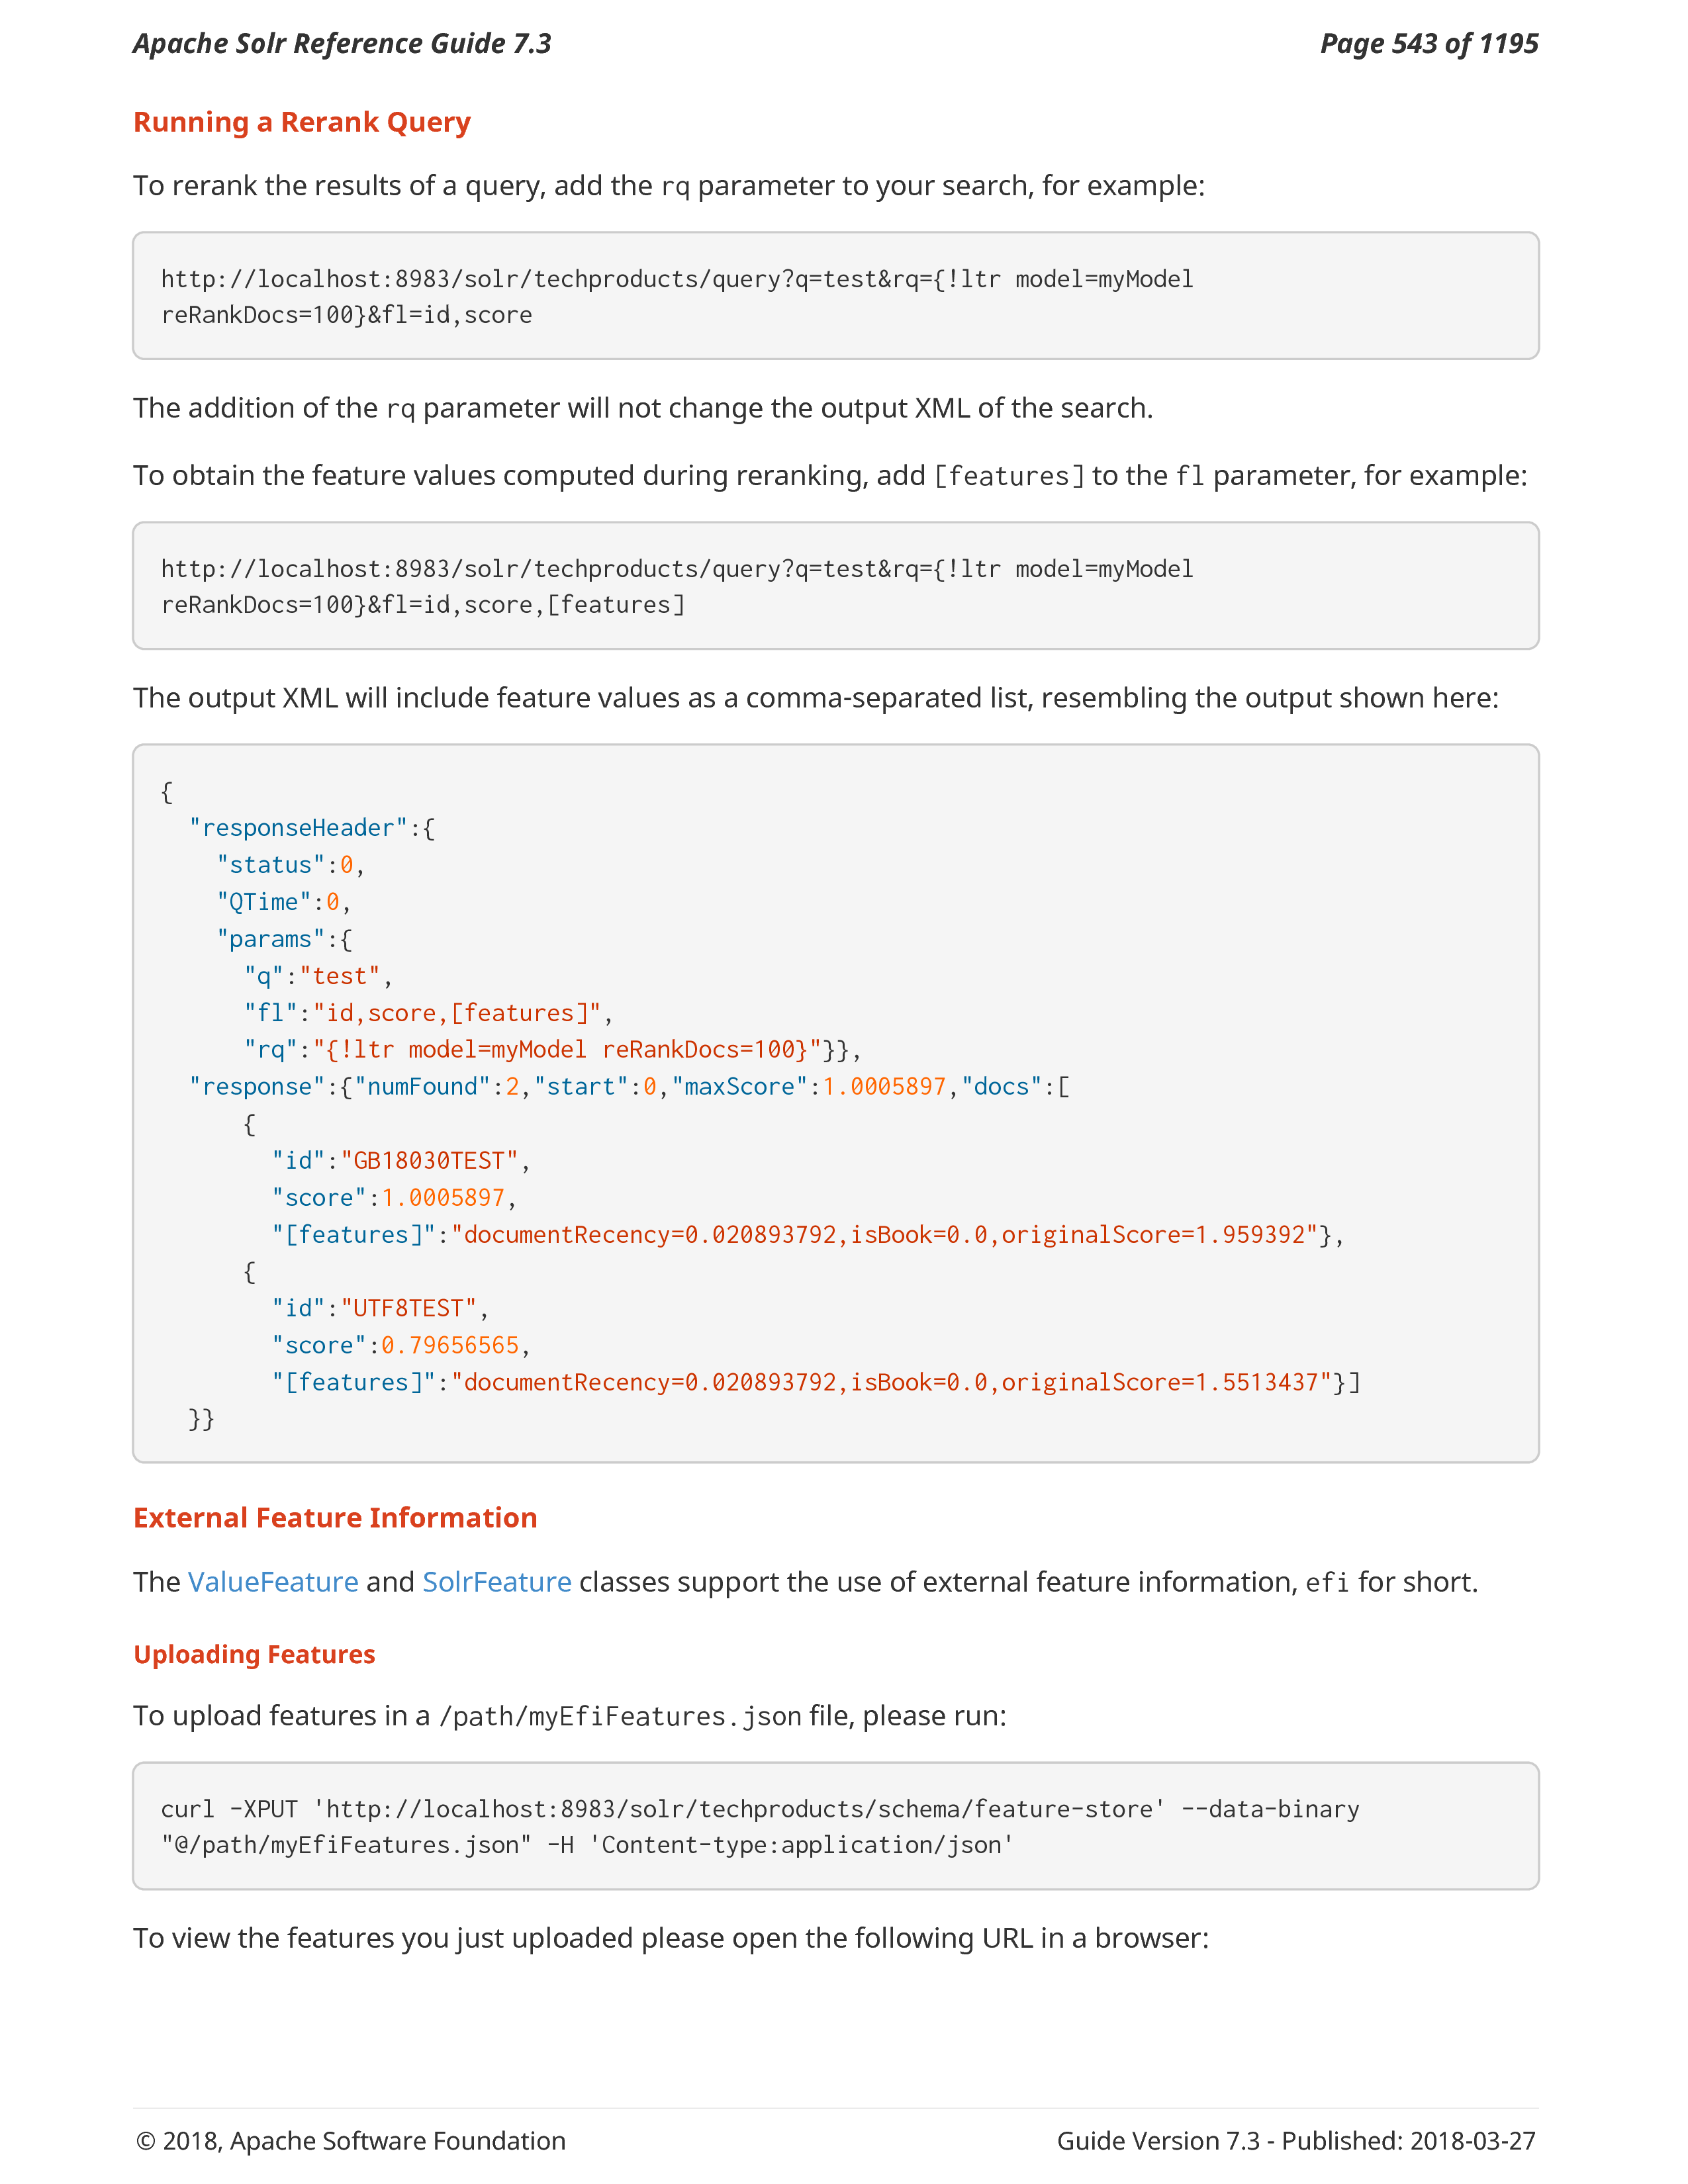 Apache Solr Reference Guide 7.3 Page 543 of 1195
Running a Rerank Query
To rerank the results of a query, add the rq parameter to your search, for example:
http://localhost:8983/solr/techproducts/query?q=test&rq={!ltr model=myModel
reRankDocs=100}&fl=id,score
The addition of the rq parameter will not change the output XML of the search.
To obtain the feature values computed during reranking, add [features] to the fl parameter, for example:
http://localhost:8983/solr/techproducts/query?q=test&rq={!ltr model=myModel
reRankDocs=100}&fl=id,score,[features]
The output XML will include feature values as a comma-separated list, resembling the output shown here:
{
  "responseHeader":{
    "status":0,
    "QTime":0,
    "params":{
      "q":"test",
      "fl":"id,score,[features]",
      "rq":"{!ltr model=myModel reRankDocs=100}"}},
  "response":{"numFound":2,"start":0,"maxScore":1.0005897,"docs":[
      {
        "id":"GB18030TEST",
        "score":1.0005897,
        "[features]":"documentRecency=0.020893792,isBook=0.0,originalScore=1.959392"},
      {
        "id":"UTF8TEST",
        "score":0.79656565,
        "[features]":"documentRecency=0.020893792,isBook=0.0,originalScore=1.5513437"}]
  }}
External Feature Information
The ValueFeature and SolrFeature classes support the use of external feature information, efi for short.
Uploading Features
To upload features in a /path/myEfiFeatures.json file, please run:
curl -XPUT 'http://localhost:8983/solr/techproducts/schema/feature-store' --data-binary
"@/path/myEfiFeatures.json" -H 'Content-type:application/json'
To view the features you just uploaded please open the following URL in a browser:
© 2018, Apache Software Foundation Guide Version 7.3 - Published: 2018-03-27